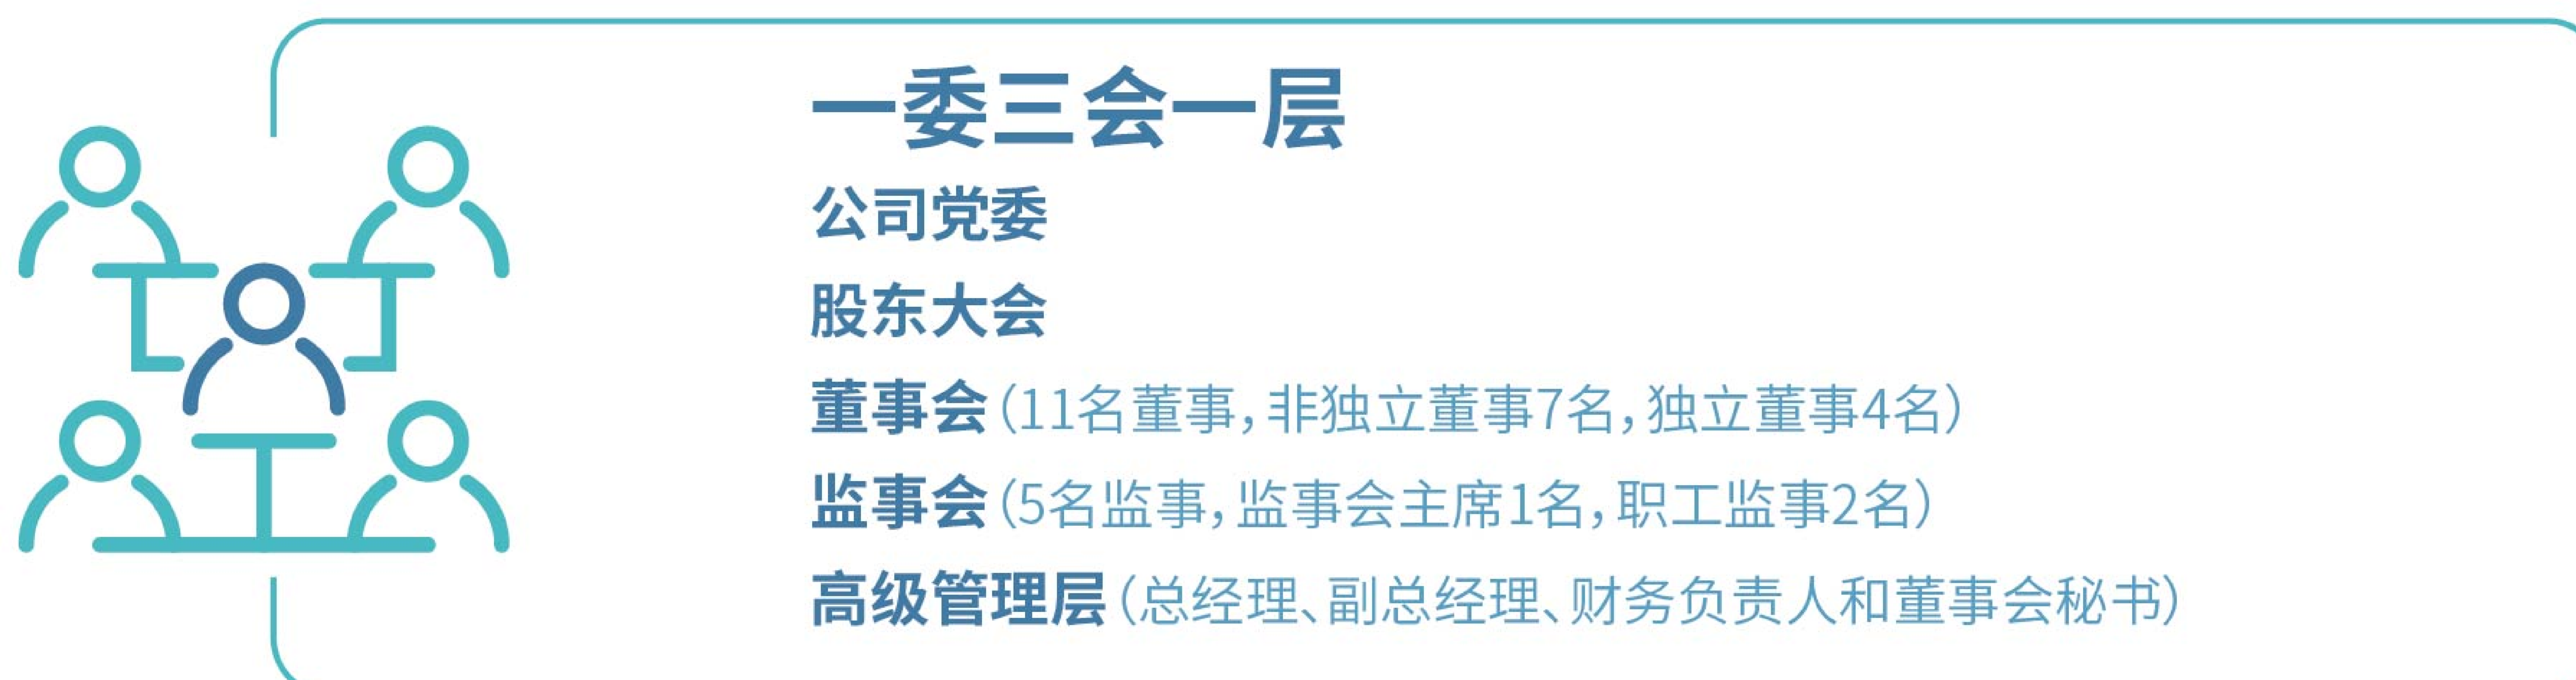 一委三会一层
公司党委
股东大会
董事会（11名董事，非独立董事7名，独立董事4名）
监事会（5名监事，监事会主席1名，职工监事2名）
高级管理层（总经理、副总经理、财务负责人和董事会秘书）